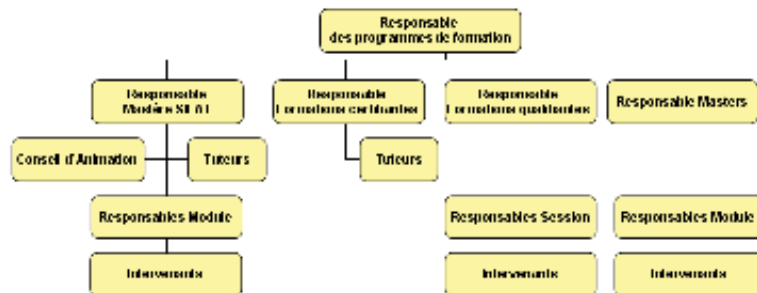 Responsable
des programmes de formation
Responsable
Mastère
Responsable
Formations certifiantes
Responsable
Formations qualifiantes
Responsable Masters
Conseil d'Animation
Tuteurs
Tuteurs
Responsables Module
Responsables Session
Responsables Module
Intervenants
Intervenants
Intervenants